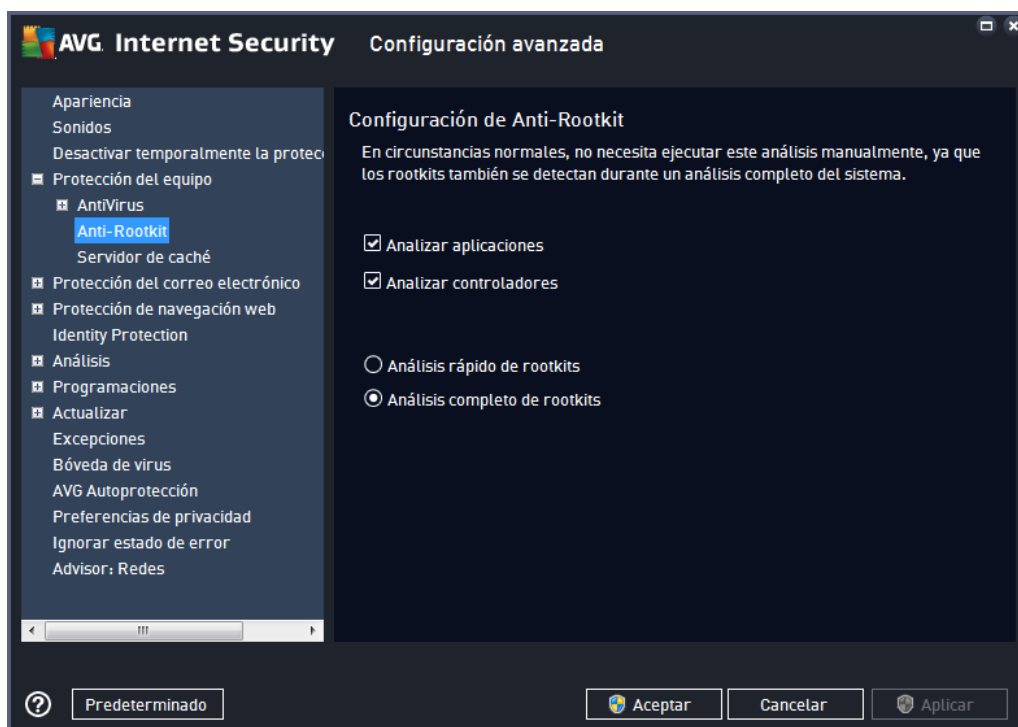 AVG. Internet Security
Configuración avanzada
Apariencia
Sonidos
Desactivar temporalmente la protec
Protección del equipo
AntiVirus
Anti-Rootkit
Servidor de caché
Protección del correo electrónico
Protección de navegación web
Identity Protection
Análisis
Programaciones
Actualizar
Excepciones
Bóveda de virus
AVG Autoprotección
Preferencias de privacidad
Ignorar estado de error
Advisor: Redes
Configuración de Anti-Rootkit
En circunstancias normales, no necesita ejecutar este análisis manualmente, ya que
los rootkits también se detectan durante un análisis completo del sistema.
Analizar aplicaciones
Analizar controladores
Análisis rápido de rootkits
Análisis completo de rootkits
Predeterminado
Aceptar
Cancelar
Aplicar